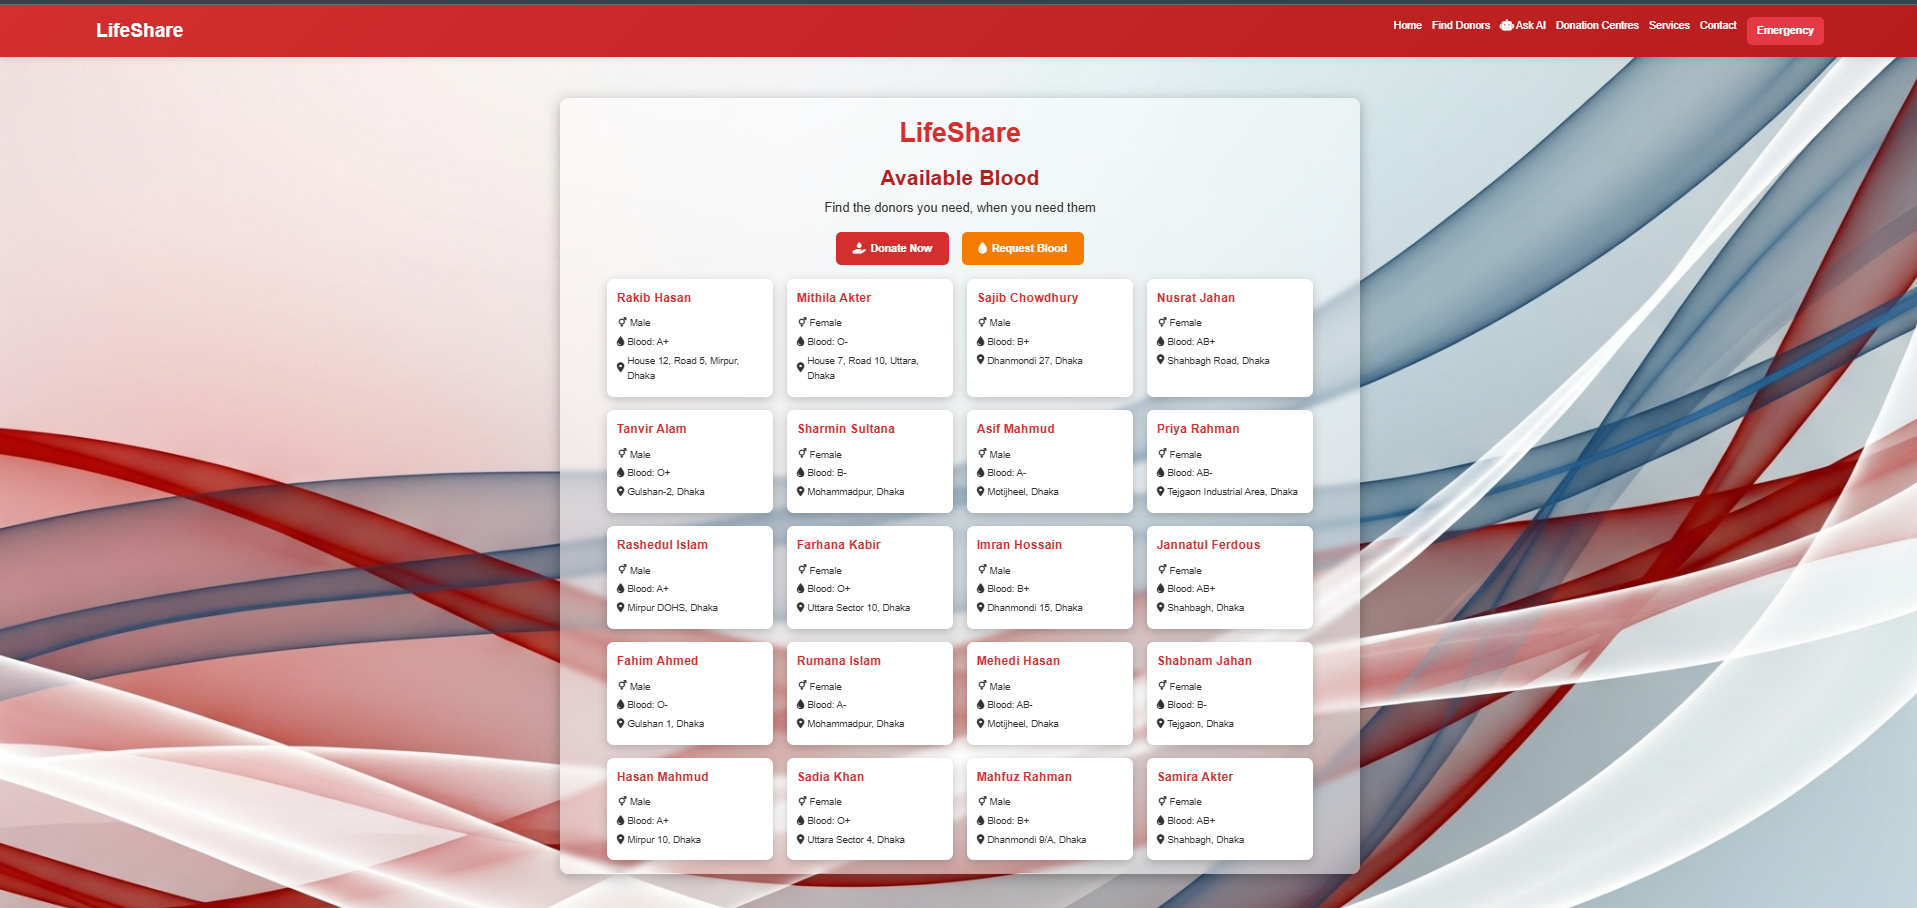 LifeShare
Home Find Donors Ask AI Donation Centres Services Contact Emergency
LifeShare
Available Blood
Find the donors you need, when you need them
Donate Now Request Blood
Rakib Hasan
Male
Blood: A+
House 12, Road 5, Mirpur,
Dhaka
Mithila Akter
Female
Blood: O-
House 7, Road 10, Uttara,
Dhaka
Sajib Chowdhury
Male
Blood: B+
Dhanmondi 27, Dhaka
Nusrat Jahan
Female
Blood: AB+
Shahbagh Road, Dhaka
Tanvir Alam
Male
Blood: O+
Gulshan-2, Dhaka
Sharmin Sultana
Female
Blood: B-
Mohammadpur, Dhaka
Asif Mahmud
Male
Blood: A-
Motijheel, Dhaka
Priya Rahman
Female
Blood: AB-
Tejgaon Industrial Area, Dhaka
Rashedul Islam
Male
Blood: A+
Mirpur DOHS, Dhaka
Farhana Kabir
Female
Blood: O+
Uttara Sector 10, Dhaka
Imran Hossain
Male
Blood: B+
Dhanmondi 15, Dhaka
Jannatul Ferdous
Female
Blood: AB+
Shahbagh, Dhaka
Fahim Ahmed
Male
Blood: O-
Gulshan 1, Dhaka
Rumana Islam
Female
Blood: A-
Mohammadpur, Dhaka
Mehedi Hasan
Male
Blood: AB-
Motijheel, Dhaka
Shabnam Jahan
Female
Blood: B-
Tejgaon, Dhaka
Hasan Mahmud
Male
Blood: A+
Mirpur 10, Dhaka
Sadia Khan
Female
Blood: O+
Uttara Sector 4, Dhaka
Mahfuz Rahman
Male
Blood: B+
Dhanmondi 9/A, Dhaka
Samira Akter
Female
Blood: AB+
Shahbagh, Dhaka